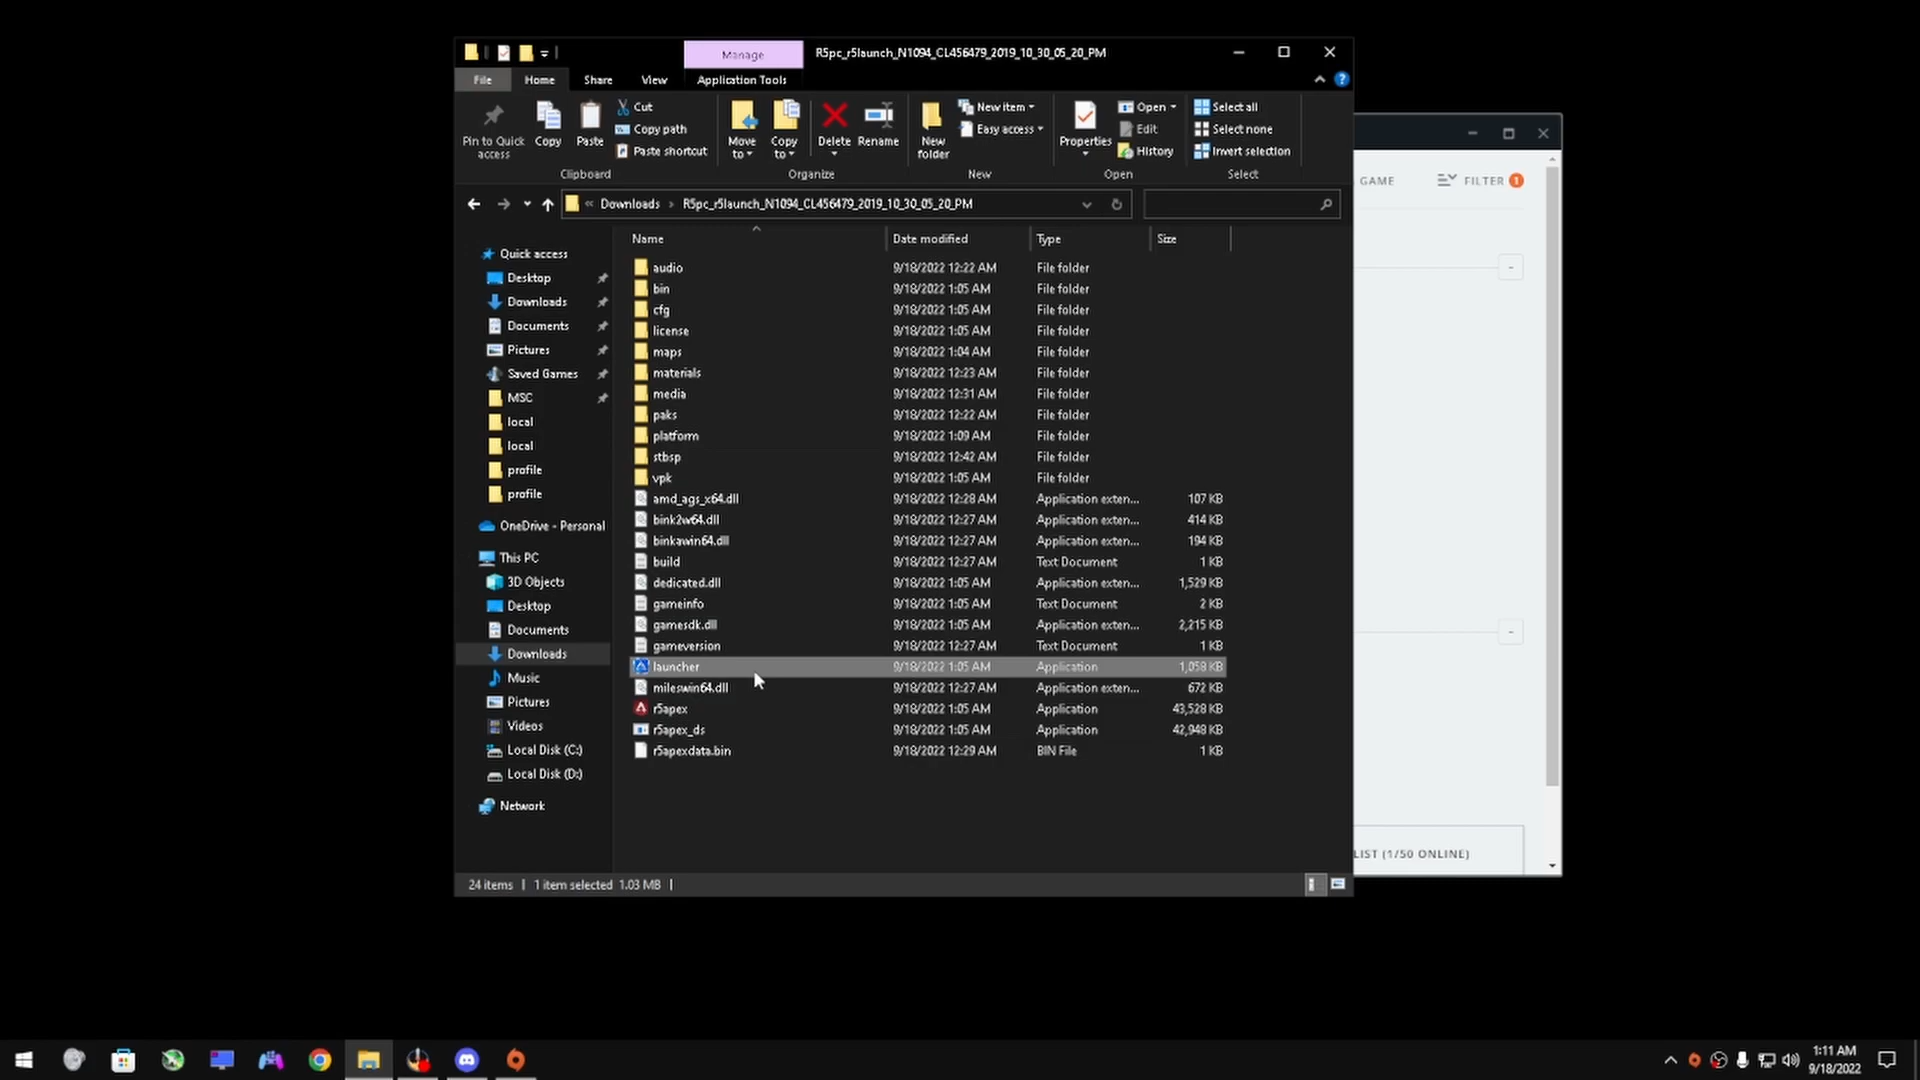 Manage
R5pc_r5launch_N1094_CL456479_2019_10_30_05_20_PM
File
Home
Share
View
Application Tools
Pin to Quick access
Copy
Paste
Cut
Copy path
Paste shortcut
Move to
Copy to
Delete
Rename
New folder
New item
Easy access
Properties
Open
Edit
History
Select all
Select none
Invert selection
Clipboard
Organize
New
Open
Select
GAME
FILTER 1
« Downloads › R5pc_r5launch_N1094_CL456479_2019_10_30_05_20_PM
Name Date modified Type Size
Quick access
Desktop
Downloads
Documents
Pictures
Saved Games
MSC
local
local
profile
profile
OneDrive - Personal
This PC
3D Objects
Desktop
Documents
Downloads
Music
Pictures
Videos
Local Disk (C:)
Local Disk (D:)
Network
audio 9/18/2022 12:22 AM File folder
bin 9/18/2022 1:05 AM File folder
cfg 9/18/2022 1:05 AM File folder
license 9/18/2022 1:05 AM File folder
maps 9/18/2022 1:04 AM File folder
materials 9/18/2022 12:23 AM File folder
media 9/18/2022 12:31 AM File folder
paks 9/18/2022 12:22 AM File folder
platform 9/18/2022 1:09 AM File folder
stbsp 9/18/2022 12:42 AM File folder
vpk 9/18/2022 1:05 AM File folder
amd_ags_x64.dll 9/18/2022 12:28 AM Application exten... 107 KB
bink2w64.dll 9/18/2022 12:27 AM Application exten... 414 KB
binkawin64.dll 9/18/2022 12:27 AM Application exten... 194 KB
build 9/18/2022 12:27 AM Text Document 1 KB
dedicated.dll 9/18/2022 1:05 AM Application exten... 1,529 KB
gameinfo 9/18/2022 1:05 AM Text Document 2 KB
gamesdk.dll 9/18/2022 1:05 AM Application exten... 2,215 KB
gameversion 9/18/2022 12:27 AM Text Document 1 KB
launcher 9/18/2022 1:05 AM Application 1,058 KB
mileswin64.dll 9/18/2022 12:27 AM Application exten... 672 KB
r5apex 9/18/2022 1:05 AM Application 43,528 KB
r5apex_ds 9/18/2022 1:05 AM Application 42,948 KB
r5apexdata.bin 9/18/2022 12:29 AM BIN File 1 KB
LIST (1/50 ONLINE)
24 items
1 item selected 1.03 MB
1:11 AM
9/18/2022